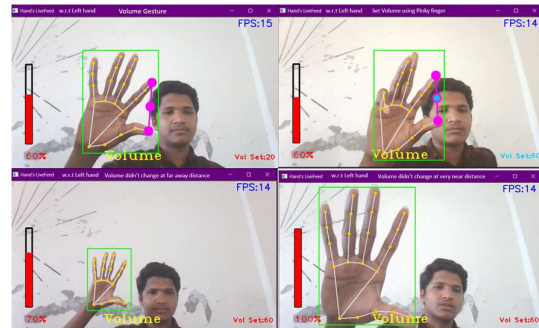 Hand's LiveFeed w.r.t Left hand Volume Gesture
FPS:15
60%
Volume
Vol Set:20
Hand's LiveFeed w.r.t Left hand Set Volume using Pinky finger
FPS:14
60%
Volume
Vol Set:60
Hand's LiveFeed w.r.t Left hand Volume didn't change at far away distance
FPS:14
70%
Volume
Vol Set:60
Hand's LiveFeed w.r.t Left hand Volume didn't change at very near distance
FPS:14
100%
Volume
Vol Set:60